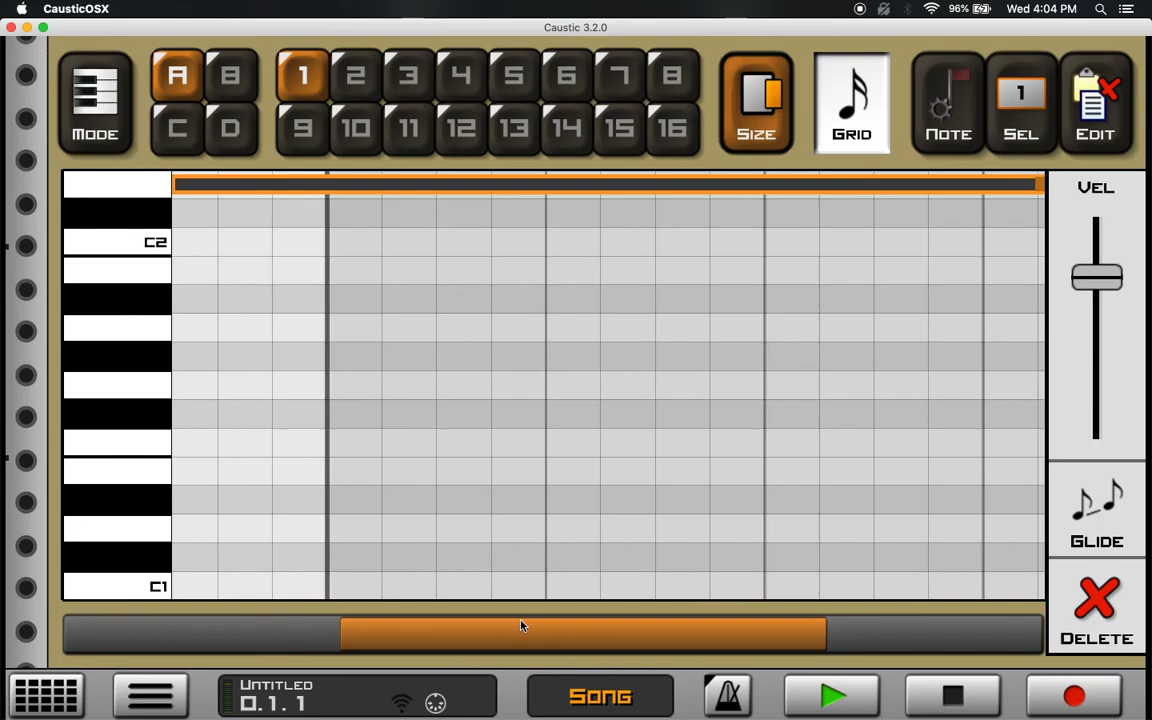 CausticOSX
96%
Wed 4:04 PM
Caustic 3.2.0
MODE
A B
1 2 3 4 5 6 7 8
C D
9 10 11 12 13 14 15 16
SIZE
GRID
NOTE
1
SEL
EDIT
VEL
C2
C1
GLIDE
DELETE
UNTITLED
0.1.1
SONG